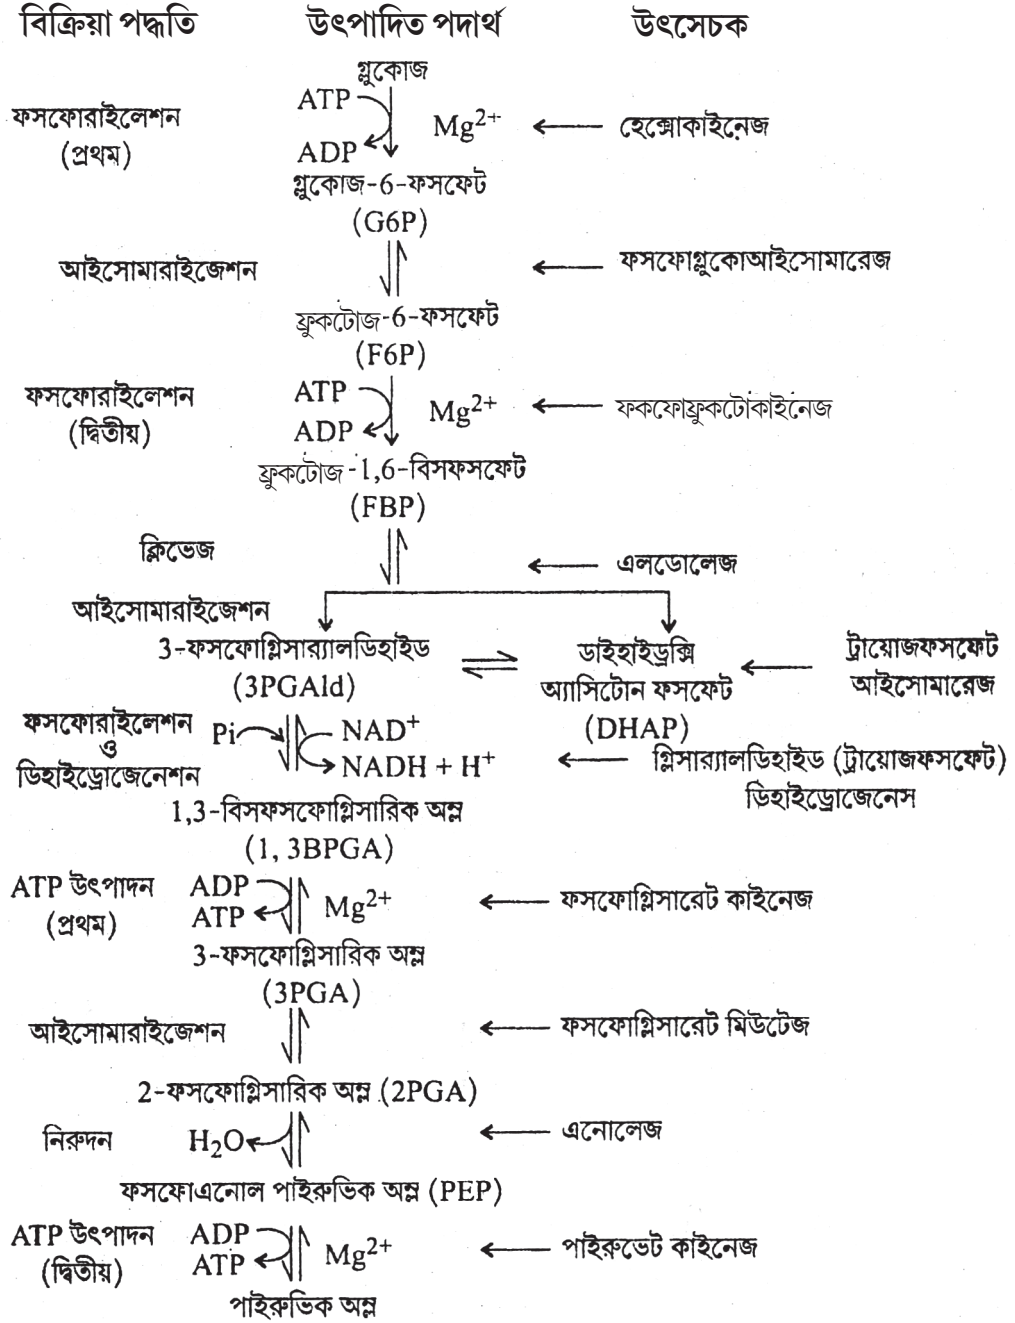 বিক্রিয়া পদ্ধতি উৎপাদিত পদার্থ উৎসেচক
গ্লুকোজ
ফসফোরাইলেশন
(প্রথম)
ATP
ADP
Mg²⁺
হেক্সোকাইনেজ
গ্লুকোজ-6-ফসফেট
(G6P)
আইসোমারাইজেশন
ফসফোগ্লুকোআইসোমারেজ
ফ্রুকটোজ-6-ফসফেট
(F6P)
ফসফোরাইলেশন
(দ্বিতীয়)
ATP
ADP
Mg²⁺
ফকফোফ্রুকটোকাইনেজ
ফ্রুকটোজ-1,6-বিসফসফেট
(FBP)
ক্লিভেজ
এলডোলেজ
আইসোমারাইজেশন
3-ফসফোগ্লিসার‍্যালডিহাইড
(3PGAld)
ডাইহাইড্রক্সি
অ্যাসিটোন ফসফেট
(DHAP)
ট্রায়োজফসফেট
আইসোমারেজ
ফসফোরাইলেশন
ও
ডিহাইড্রোজেনেশন
Pi
NAD⁺
NADH + H⁺
গ্লিসার‍্যালডিহাইড (ট্রায়োজফসফেট)
ডিহাইড্রোজেনেস
1,3-বিসফসফোগ্লিসারিক অম্ল
(1, 3BPGA)
ATP উৎপাদন
(প্রথম)
ADP
ATP
Mg²⁺
ফসফোগ্লিসারেট কাইনেজ
3-ফসফোগ্লিসারিক অম্ল
(3PGA)
আইসোমারাইজেশন
ফসফোগ্লিসারেট মিউটেজ
2-ফসফোগ্লিসারিক অম্ল (2PGA)
নিরুদন
H₂O
এনোলেজ
ফসফোএনোল পাইরুভিক অম্ল (PEP)
ATP উৎপাদন
(দ্বিতীয়)
ADP
ATP
Mg²⁺
পাইরুভেট কাইনেজ
পাইরুভিক অম্ল